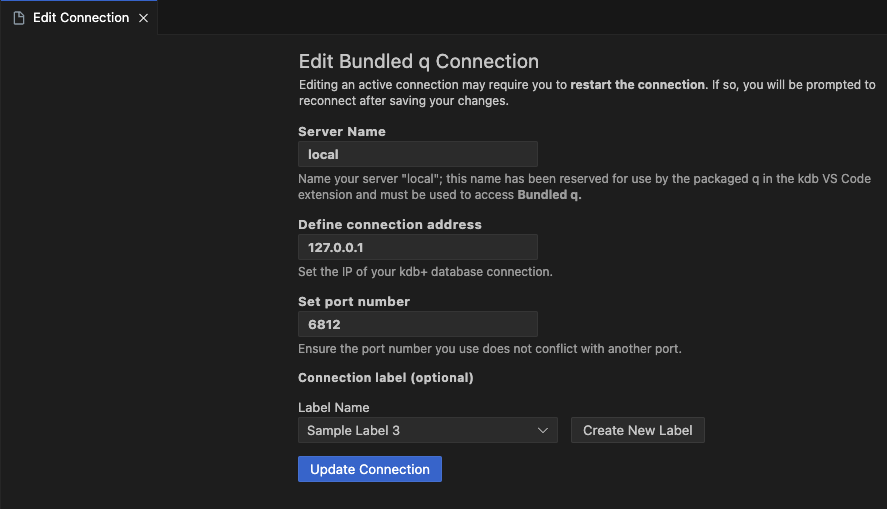 Edit Connection
Edit Bundled q Connection
Editing an active connection may require you to restart the connection. If so, you will be prompted to
reconnect after saving your changes.
Server Name
local
Name your server "local"; this name has been reserved for use by the packaged q in the kdb VS Code
extension and must be used to access Bundled q.
Define connection address
127.0.0.1
Set the IP of your kdb+ database connection.
Set port number
6812
Ensure the port number you use does not conflict with another port.
Connection label (optional)
Label Name
Sample Label 3
Create New Label
Update Connection